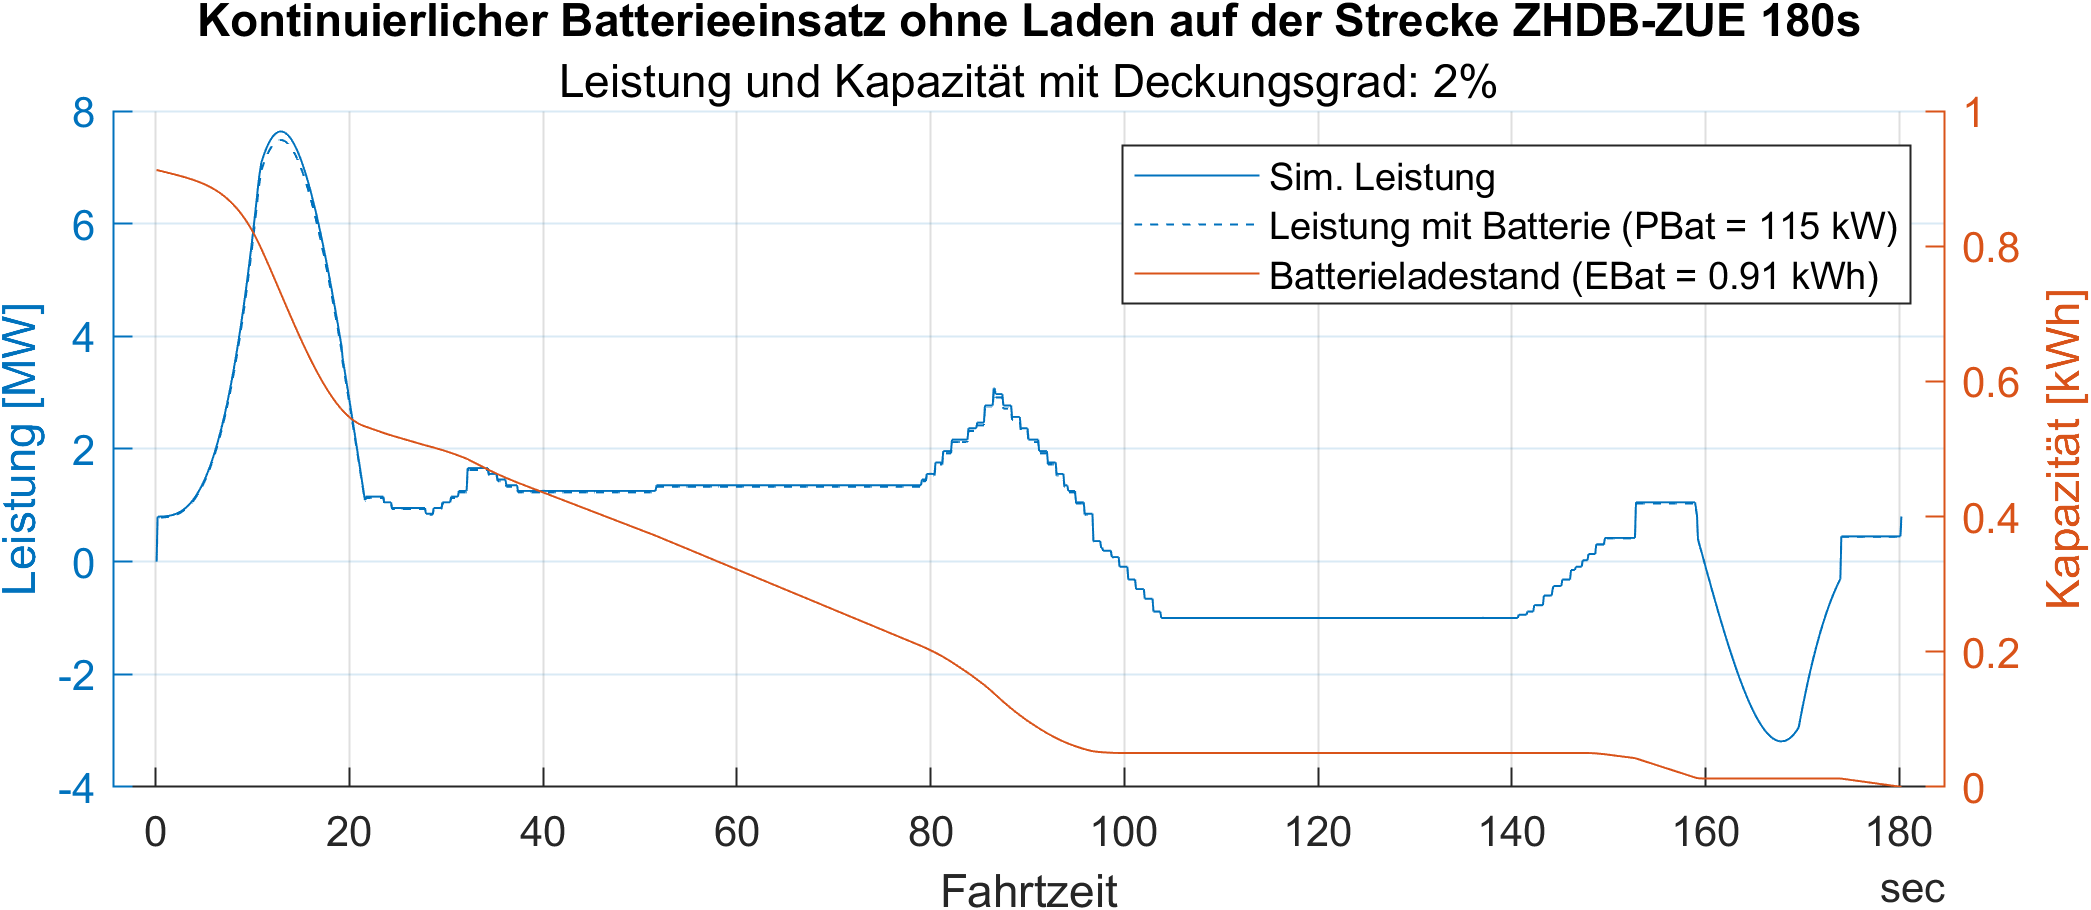 Kontinuierlicher Batterieeinsatz ohne Laden auf der Strecke ZHDB-ZUE 180s
Leistung und Kapazität mit Deckungsgrad: 2%
Leistung [MW]
8
6
4
2
0
-2
-4
Sim. Leistung
Leistung mit Batterie (PBat = 115 kW)
Batterieladestand (EBat = 0.91 kWh)
1
0.8
0.6
0.4
0.2
0
Kapazität [kWh]
0 20 40 60 80 100 120 140 160 180
Fahrtzeit
sec